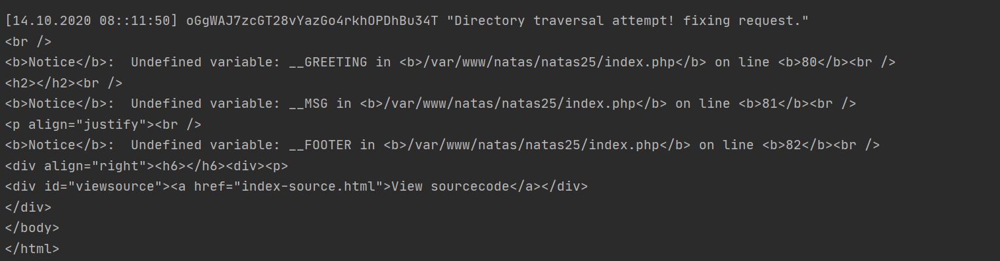 [14.10.2020 08::11:50] oGgWAJ7zcGT28vYazGo4rkhOPDhBu34T "Directory traversal attempt! fixing request."
<br />
<b>Notice</b>:  Undefined variable: __GREETING in <b>/var/www/natas/natas25/index.php</b> on line <b>80</b><br />
<h2></h2><br />
<b>Notice</b>:  Undefined variable: __MSG in <b>/var/www/natas/natas25/index.php</b> on line <b>81</b><br />
<p align="justify"><br />
<b>Notice</b>:  Undefined variable: __FOOTER in <b>/var/www/natas/natas25/index.php</b> on line <b>82</b><br />
<div align="right"><h6></h6><div><p>
<div id="viewsource"><a href="index-source.html">View sourcecode</a></div>
</div>
</body>
</html>